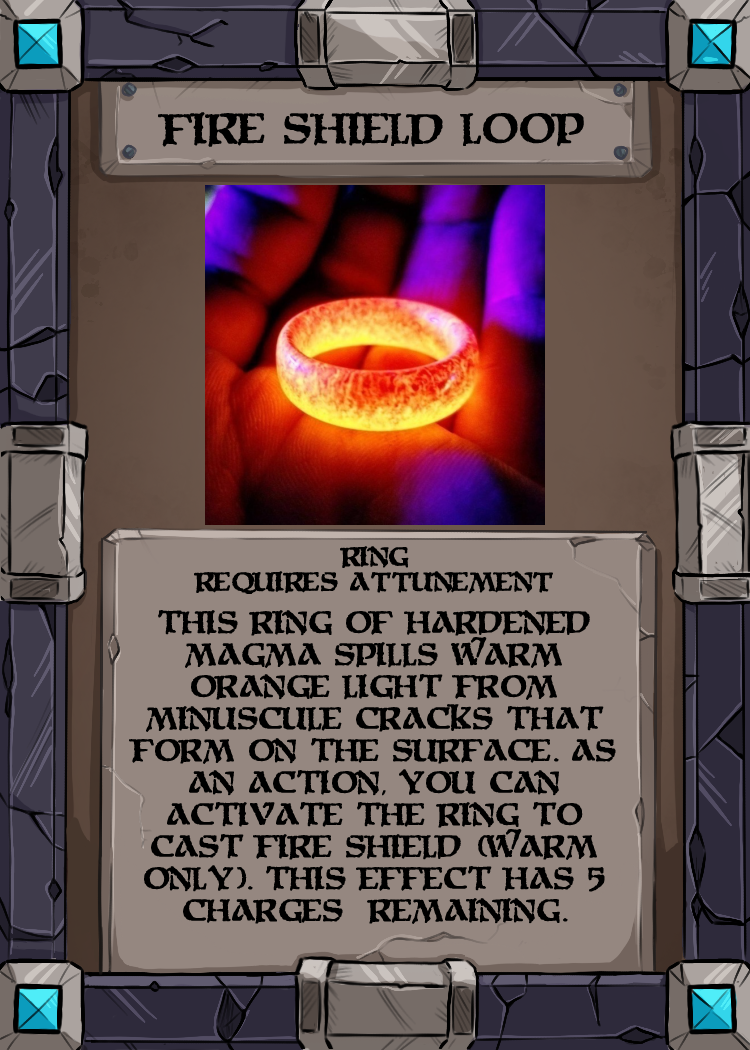 FIRE SHIELD LOOP
RING
REQUIRES ATTUNEMENT
THIS RING OF HARDENED
MAGMA SPILLS WARM
ORANGE LIGHT FROM
MINUSCULE CRACKS THAT
FORM ON THE SURFACE. AS
AN ACTION, YOU CAN
ACTIVATE THE RING TO
CAST FIRE SHIELD (WARM
ONLY). THIS EFFECT HAS 5
CHARGES REMAINING.